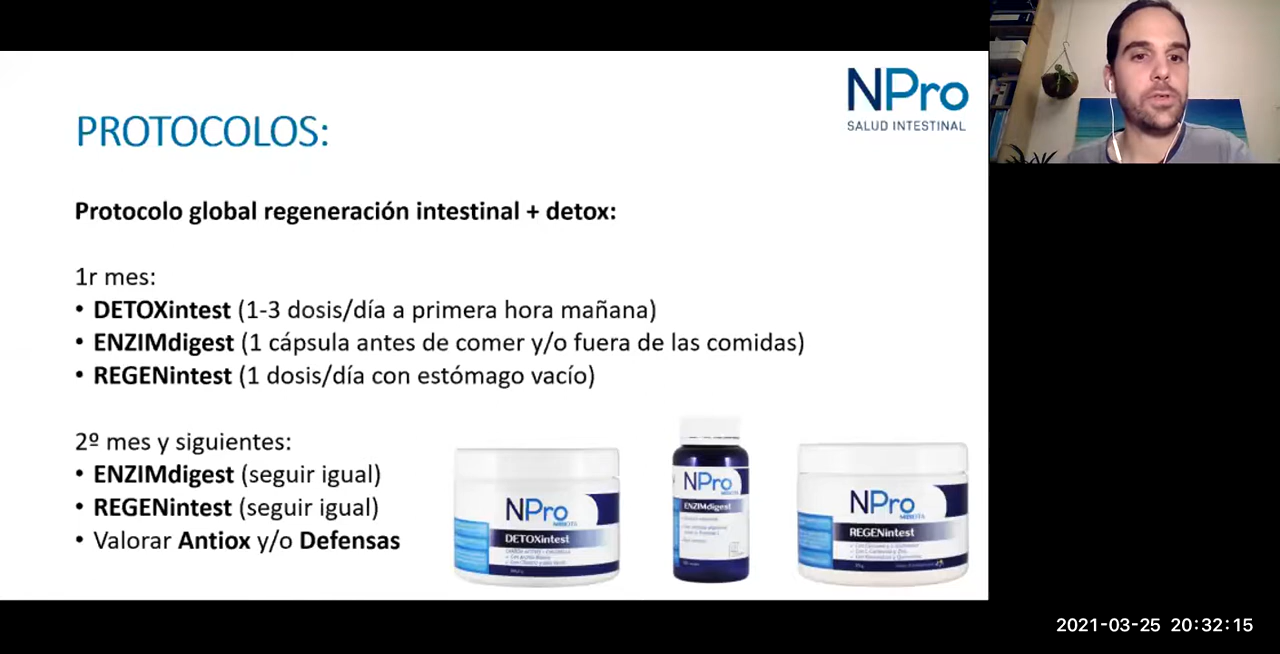 NPro
SALUD INTESTINAL
PROTOCOLOS:
Protocolo global regeneración intestinal + detox:
1r mes:
• DETOXintest (1-3 dosis/día a primera hora mañana)
• ENZIMdigest (1 cápsula antes de comer y/o fuera de las comidas)
• REGENintest (1 dosis/día con estómago vacío)
2º mes y siguientes:
• ENZIMdigest (seguir igual)
• REGENintest (seguir igual)
• Valorar Antiox y/o Defensas
NPro
DETOXintest
NPro
ENZIMdigest
NPro
REGENintest
2021-03-25 20:32:15